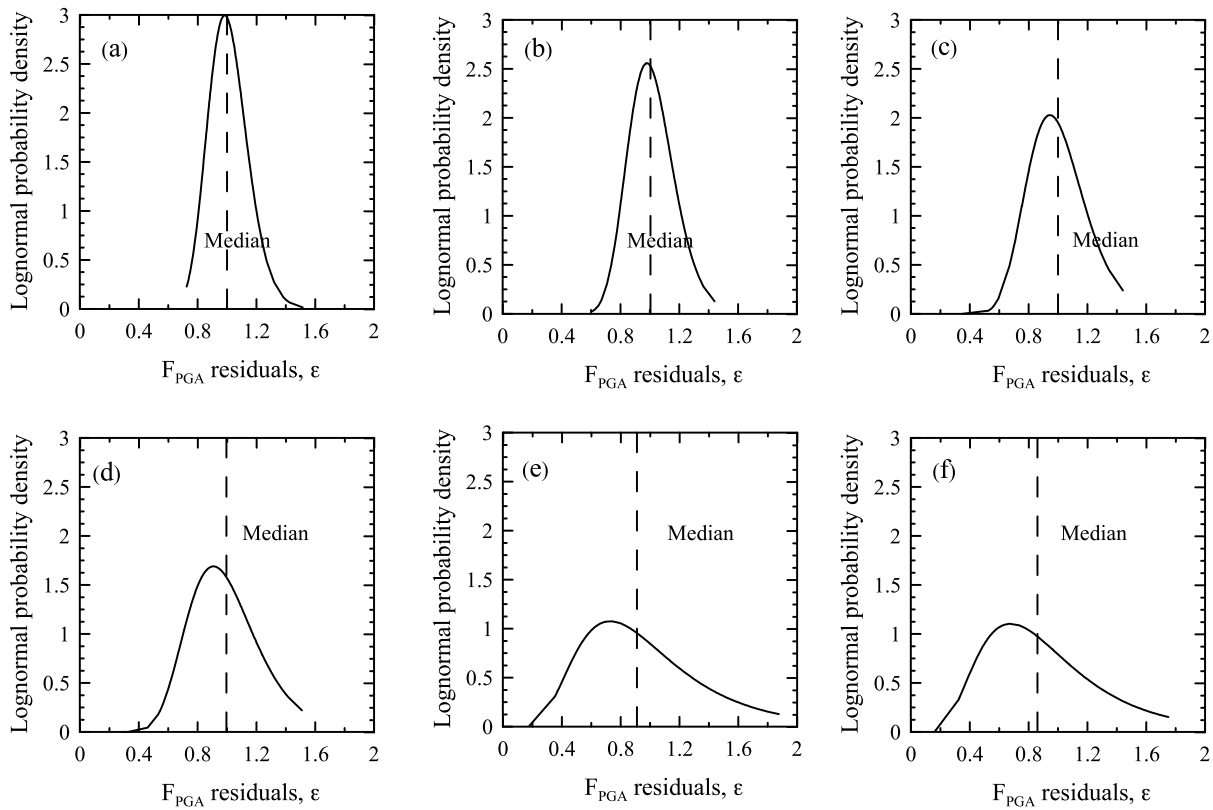 (a)
Lognormal probability density
3
2.5
2
1.5
1
0.5
0
Median
0 0.4 0.8 1.2 1.6 2
F_PGA residuals, ε
(b)
Lognormal probability density
3
2.5
2
1.5
1
0.5
0
Median
0 0.4 0.8 1.2 1.6 2
F_PGA residuals, ε
(c)
Lognormal probability density
3
2.5
2
1.5
1
0.5
0
Median
0 0.4 0.8 1.2 1.6 2
F_PGA residuals, ε
(d)
Lognormal probability density
3
2.5
2
1.5
1
0.5
0
Median
0 0.4 0.8 1.2 1.6 2
F_PGA residuals, ε
(e)
Lognormal probability density
3
2.5
2
1.5
1
0.5
0
Median
0 0.4 0.8 1.2 1.6 2
F_PGA residuals, ε
(f)
Lognormal probability density
3
2.5
2
1.5
1
0.5
0
Median
0 0.4 0.8 1.2 1.6 2
F_PGA residuals, ε